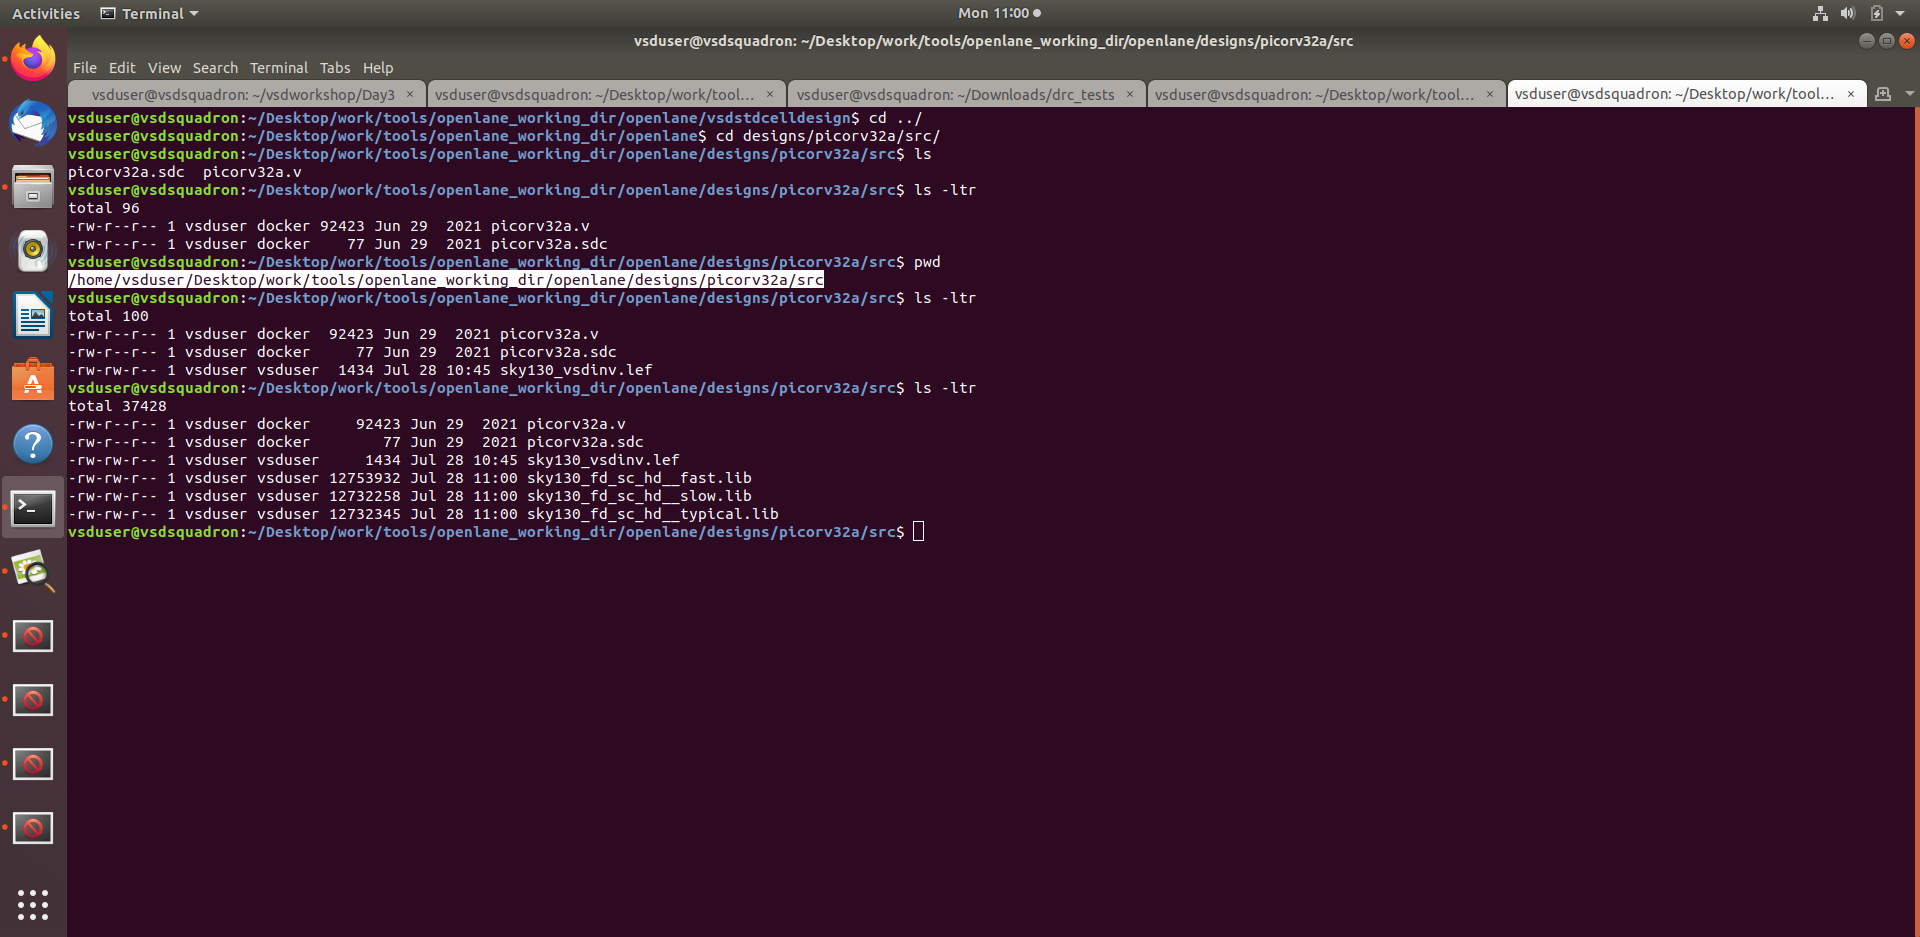 Activities Terminal Mon 11:00
vsduser@vsdsquadron: ~/Desktop/work/tools/openlane_working_dir/openlane/designs/picorv32a/src
File Edit View Search Terminal Tabs Help
vsduser@vsdsquadron: ~/vsdworkshop/Day3 × vsduser@vsdsquadron: ~/Desktop/work/tool... × vsduser@vsdsquadron: ~/Downloads/drc_tests × vsduser@vsdsquadron: ~/Desktop/work/tool... × vsduser@vsdsquadron: ~/Desktop/work/tool... ×
vsduser@vsdsquadron:~/Desktop/work/tools/openlane_working_dir/openlane/vsdstdcelldesign$ cd ../
vsduser@vsdsquadron:~/Desktop/work/tools/openlane_working_dir/openlane$ cd designs/picorv32a/src/
vsduser@vsdsquadron:~/Desktop/work/tools/openlane_working_dir/openlane/designs/picorv32a/src$ ls
picorv32a.sdc  picorv32a.v
vsduser@vsdsquadron:~/Desktop/work/tools/openlane_working_dir/openlane/designs/picorv32a/src$ ls -ltr
total 96
-rw-r--r-- 1 vsduser docker 92423 Jun 29  2021 picorv32a.v
-rw-r--r-- 1 vsduser docker    77 Jun 29  2021 picorv32a.sdc
vsduser@vsdsquadron:~/Desktop/work/tools/openlane_working_dir/openlane/designs/picorv32a/src$ pwd
/home/vsduser/Desktop/work/tools/openlane_working_dir/openlane/designs/picorv32a/src
vsduser@vsdsquadron:~/Desktop/work/tools/openlane_working_dir/openlane/designs/picorv32a/src$ ls -ltr
total 100
-rw-r--r-- 1 vsduser docker  92423 Jun 29  2021 picorv32a.v
-rw-r--r-- 1 vsduser docker     77 Jun 29  2021 picorv32a.sdc
-rw-rw-r-- 1 vsduser vsduser  1434 Jul 28 10:45 sky130_vsdinv.lef
vsduser@vsdsquadron:~/Desktop/work/tools/openlane_working_dir/openlane/designs/picorv32a/src$ ls -ltr
total 37428
-rw-r--r-- 1 vsduser docker     92423 Jun 29  2021 picorv32a.v
-rw-r--r-- 1 vsduser docker        77 Jun 29  2021 picorv32a.sdc
-rw-rw-r-- 1 vsduser vsduser     1434 Jul 28 10:45 sky130_vsdinv.lef
-rw-rw-r-- 1 vsduser vsduser 12753932 Jul 28 11:00 sky130_fd_sc_hd__fast.lib
-rw-rw-r-- 1 vsduser vsduser 12732258 Jul 28 11:00 sky130_fd_sc_hd__slow.lib
-rw-rw-r-- 1 vsduser vsduser 12732345 Jul 28 11:00 sky130_fd_sc_hd__typical.lib
vsduser@vsdsquadron:~/Desktop/work/tools/openlane_working_dir/openlane/designs/picorv32a/src$